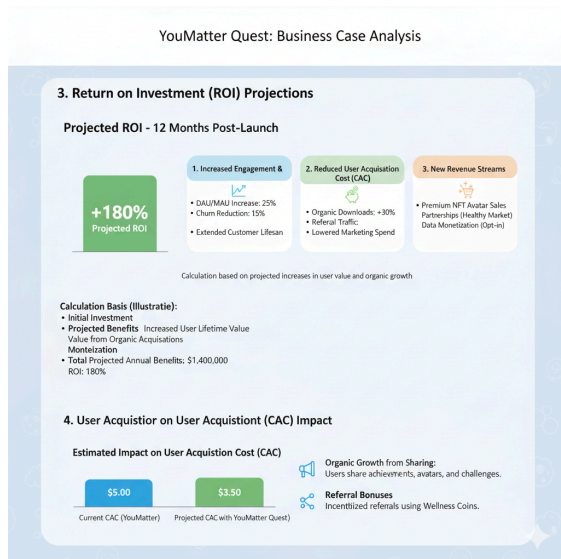 YouMatter Quest: Business Case Analysis
3. Return on Investment (ROI) Projections
Projected ROI - 12 Months Post-Launch
+180%
Projected ROI
1. Increased Engagement &
• DAU/MAU Increase: 25%
• Churn Reduction: 15%
• Extended Customer Lifesan
2. Reduced User Acquisation
Cost (CAC)
• Organic Downloads: +30%
• Referral Traffic:
• Lowered Marketing Spend
3. New Revenue Streams
• Premium NFT Avatar Sales
Partnerships (Healthy Market)
Data Monetization (Opt-in)
Calculation based on projected increases in user value and organic growth
Calculation Basis (Illustratie):
• Initial Investment
• Projected Benefits Increased User Lifetime Value
Value from Organic Acquisations
Monteization
• Total Projected Annual Benefits: $1,400,000
ROI: 180%
4. User Acquistior on User Acquistiont (CAC) Impact
Estimated Impact on User Acquistion Cost (CAC)
$5.00
Current CAC (YouMatter)
$3.50
Projected CAC with YouMatter Quest)
Organic Growth from Sharing:
Users share achievments, avatars, and challenges.
Referral Bonuses
Incenthiized referrals using Wellness Coins.